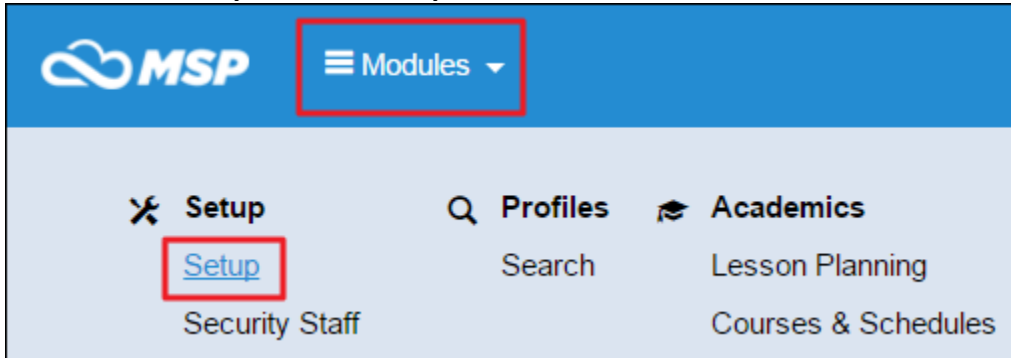 MSP Modules
Setup Profiles Academics
Setup Search Lesson Planning
Security Staff Courses & Schedules